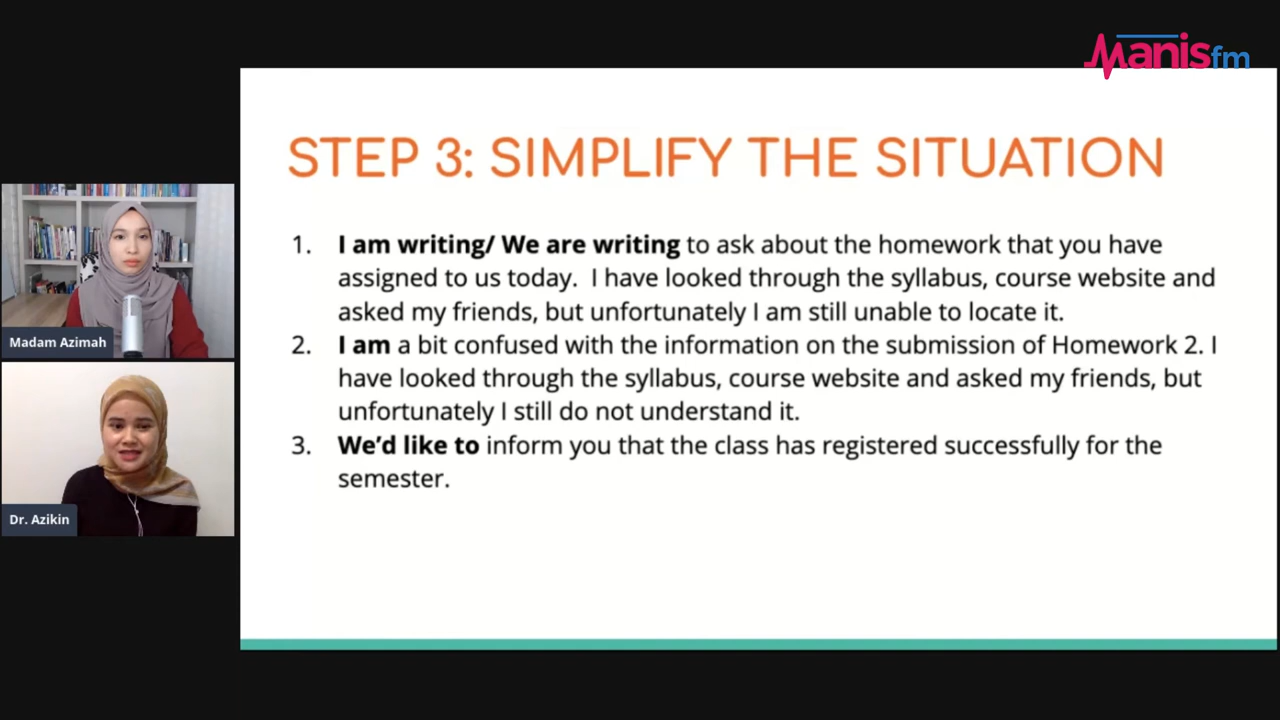 Manis fm
STEP 3: SIMPLIFY THE SITUATION
1. I am writing/ We are writing to ask about the homework that you have
assigned to us today.  I have looked through the syllabus, course website and
asked my friends, but unfortunately I am still unable to locate it.
2. I am a bit confused with the information on the submission of Homework 2. I
have looked through the syllabus, course website and asked my friends, but
unfortunately I still do not understand it.
3. We’d like to inform you that the class has registered successfully for the
semester.
Madam Azimah
Dr. Azikin